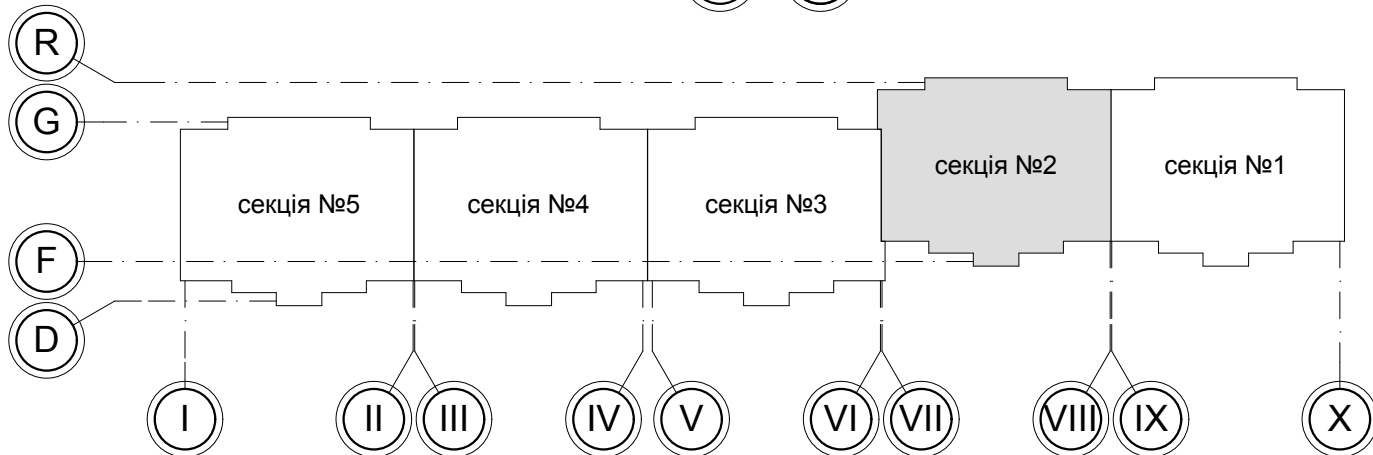 R
G
секція №2
секція №1
секція №5
секція №4
секція №3
F
D
I
II
III
IV
V
VI
VII
VIII
IX
X